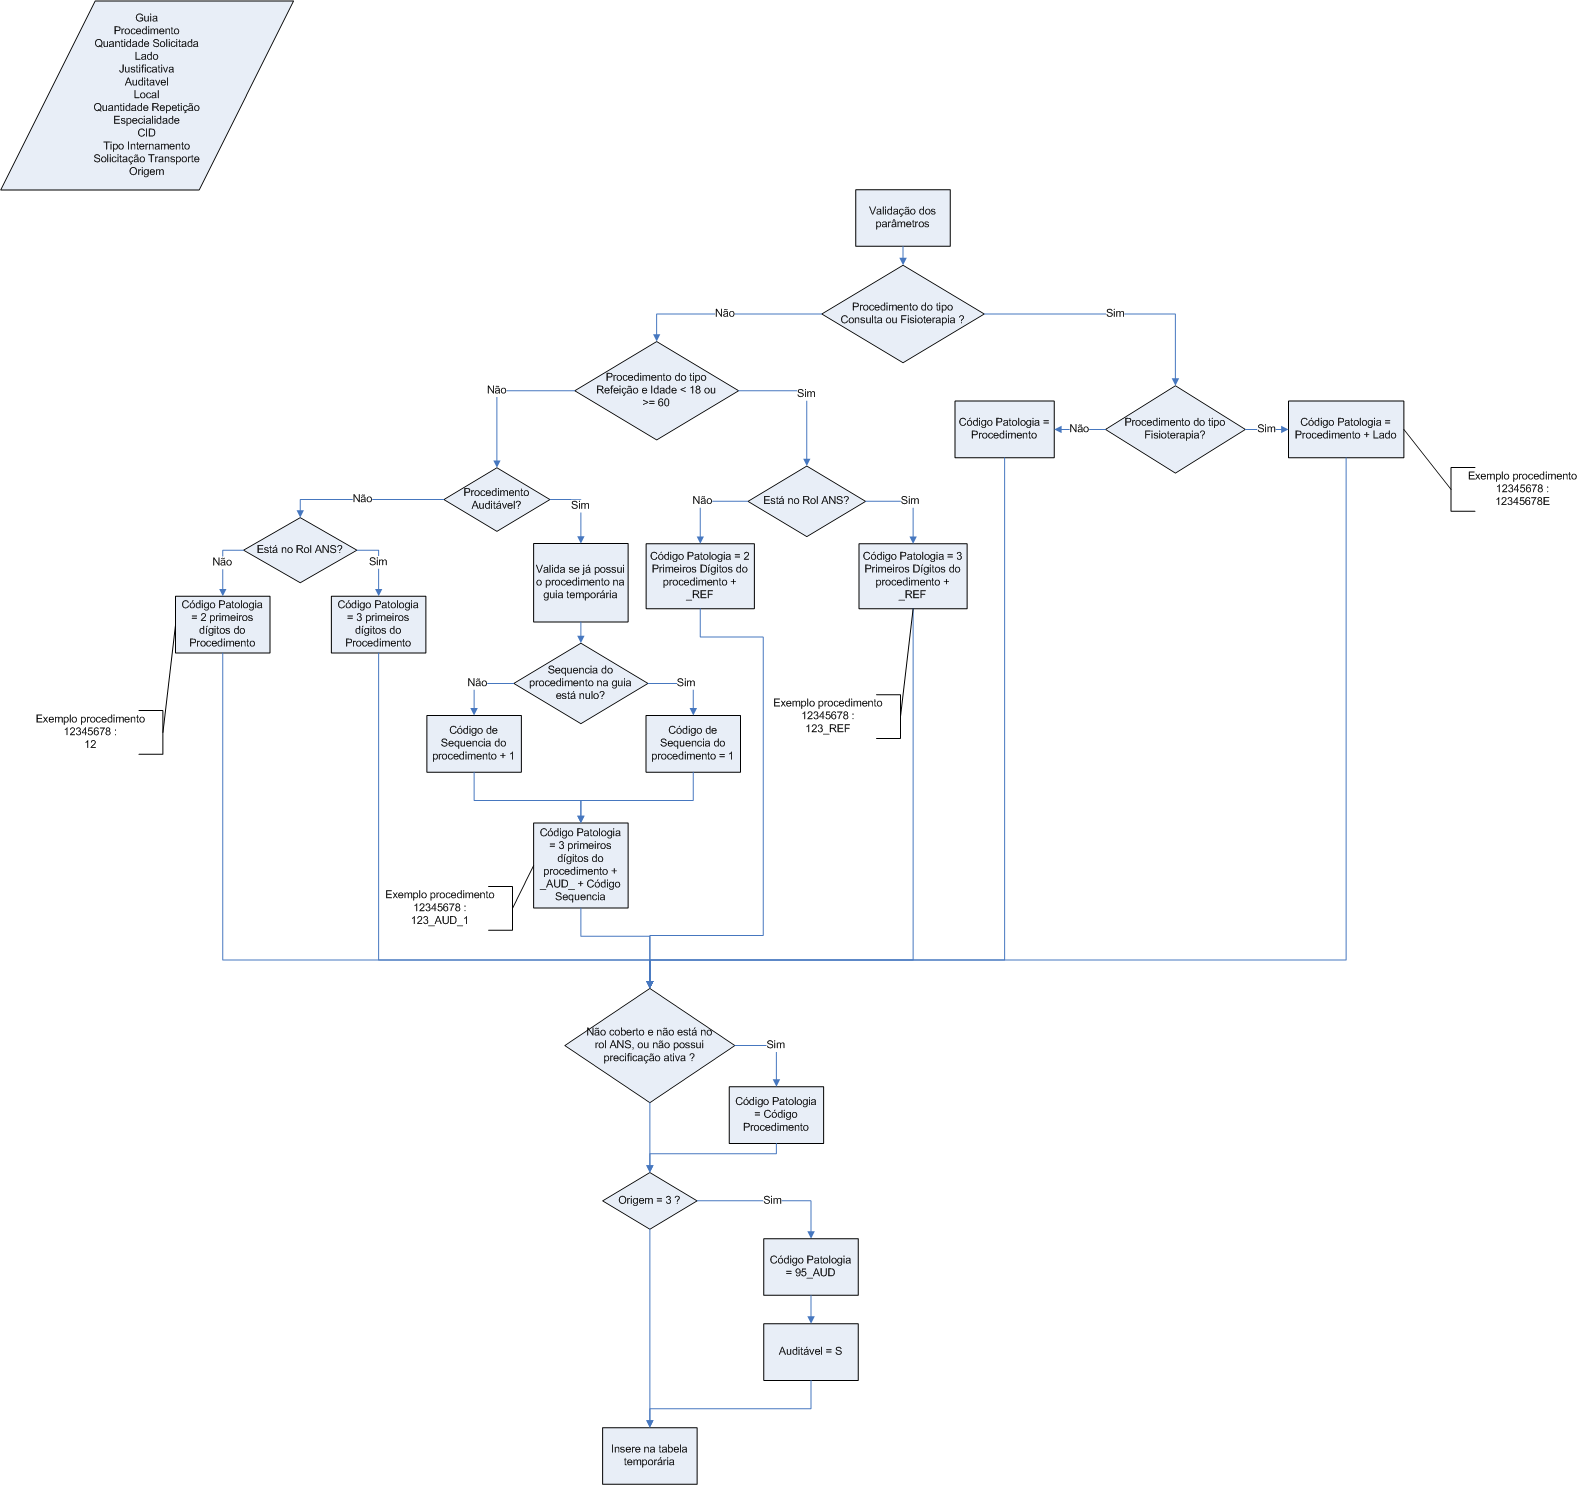 Guia
Procedimento
Quantidade Solicitada
Lado
Justificativa
Auditavel
Local
Quantidade Repetição
Especialidade
CID
Tipo Internamento
Solicitação Transporte
Origem
Validação dos
parâmetros
Procedimento do tipo
Consulta ou Fisioterapia ?
Não
Sim
Procedimento do tipo
Refeição e Idade < 18 ou
>= 60
Não
Sim
Código Patologia =
Procedimento
Não
Procedimento do tipo
Fisioterapia?
Sim
Código Patologia =
Procedimento + Lado
Exemplo procedimento
12345678 :
12345678E
Procedimento
Auditável?
Não
Sim
Está no Rol ANS?
Não
Sim
Está no Rol ANS?
Não
Sim
Valida se já possui
o procedimento na
guia temporária
Código Patologia = 2
Primeiros Dígitos do
procedimento +
_REF
Código Patologia = 3
Primeiros Dígitos do
procedimento +
_REF
Código Patologia
= 2 primeiros
dígitos do
Procedimento
Código Patologia
= 3 primeiros
dígitos do
Procedimento
Sequencia do
procedimento na guia
está nulo?
Não
Sim
Exemplo procedimento
12345678 :
12
Código de
Sequencia do
procedimento + 1
Código de
Sequencia do
procedimento = 1
Exemplo procedimento
12345678 :
123_REF
Código Patologia
= 3 primeiros
dígitos do
procedimento +
_AUD_ + Código
Sequencia
Exemplo procedimento
12345678 :
123_AUD_1
Não coberto e não está no
rol ANS, ou não possui
precificação ativa ?
Sim
Código Patologia
= Código
Procedimento
Origem = 3 ?
Sim
Código Patologia
= 95_AUD
Auditável = S
Insere na tabela
temporária